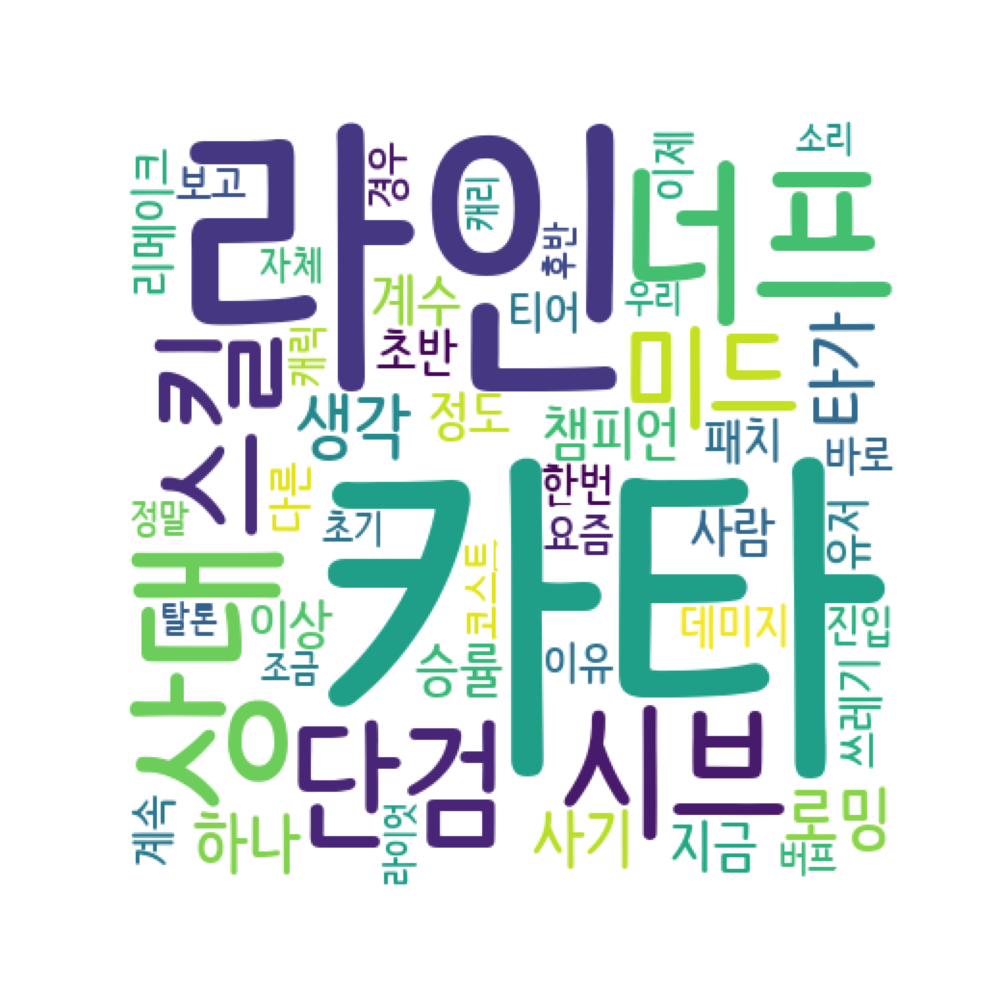 소리
리메이크
보고
라인
경우
캐리
후반
이제
너프
자체
계수
티어
우리
스킬
캐릭
초반
미드
타가
생각
정도
챔피언
패치
바로
다른
한번
정말
초기
카타
요즘
사람
유저
상대
탈론
이상
코스트
데미지
진입
조금
승률
이유
쓰레기
단검
시브
계속
하나
라이엇
사기
지금
로밍
버프